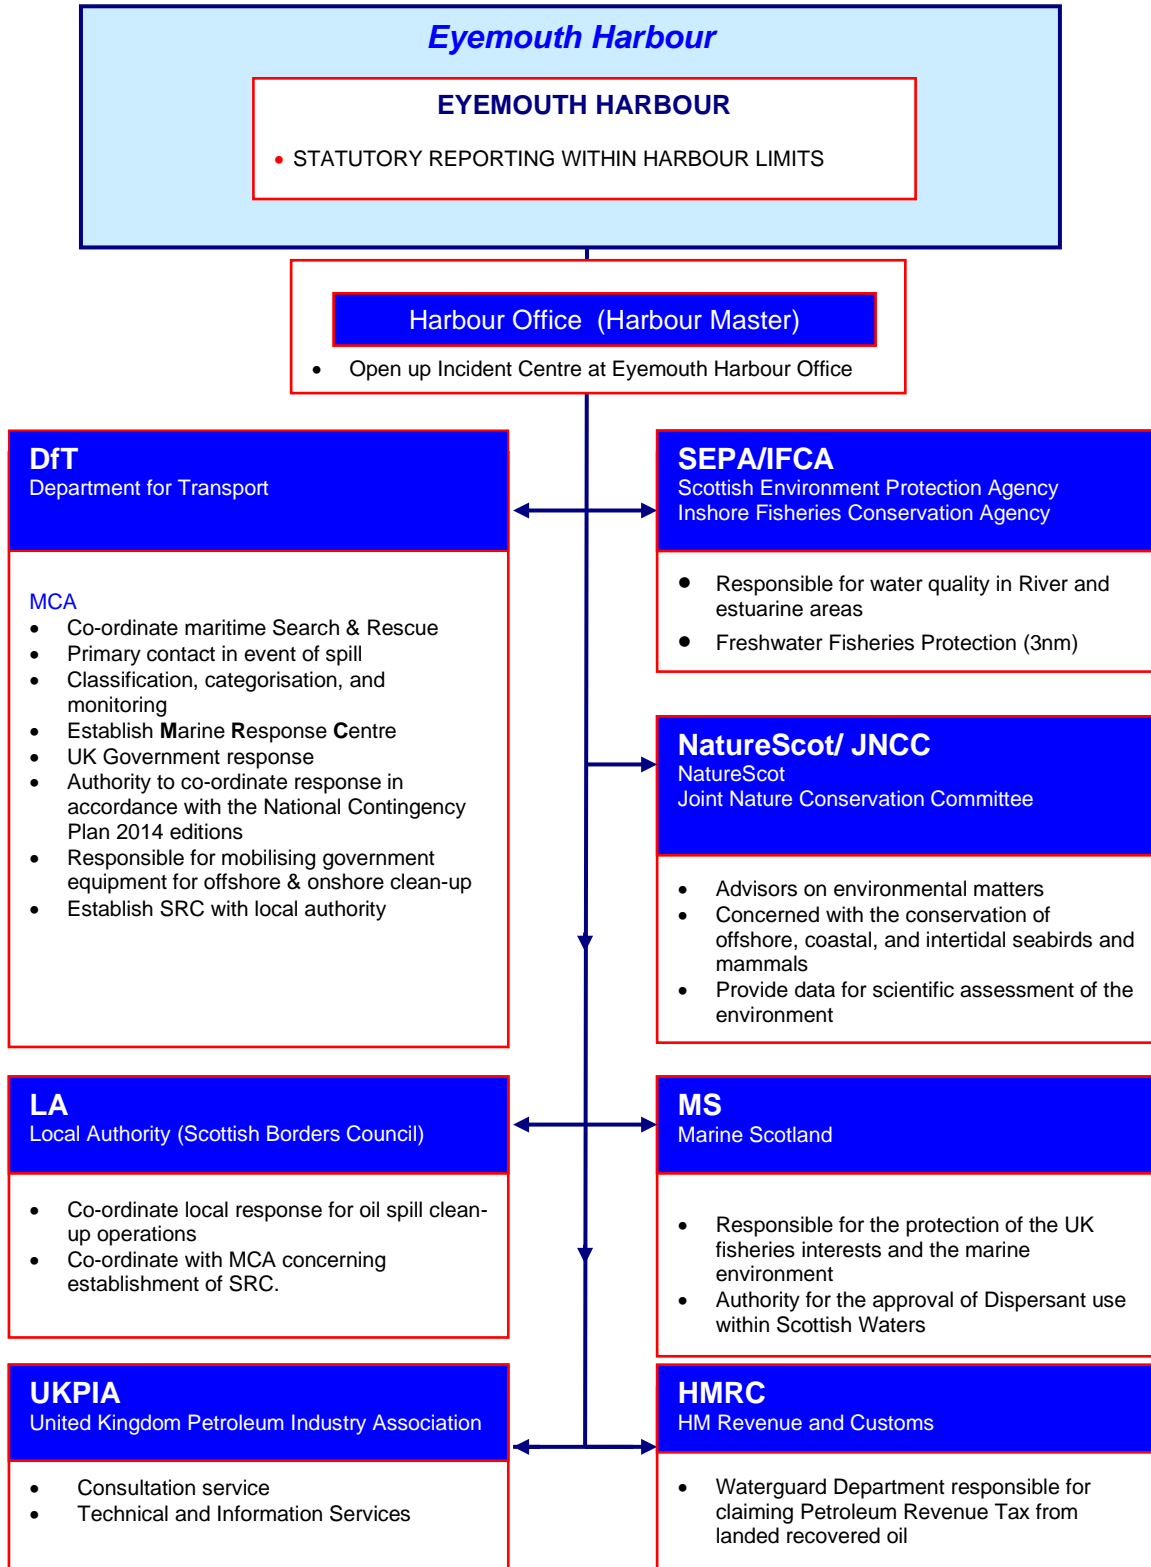 Eyemouth Harbour
EYEMOUTH HARBOUR
• STATUTORY REPORTING WITHIN HARBOUR LIMITS
Harbour Office (Harbour Master)
• Open up Incident Centre at Eyemouth Harbour Office
DfT
Department for Transport
MCA
• Co-ordinate maritime Search & Rescue
• Primary contact in event of spill
• Classification, categorisation, and
monitoring
• Establish Marine Response Centre
• UK Government response
• Authority to co-ordinate response in
accordance with the National Contingency
Plan 2014 editions
• Responsible for mobilising government
equipment for offshore & onshore clean-up
• Establish SRC with local authority
SEPA/IFCA
Scottish Environment Protection Agency
Inshore Fisheries Conservation Agency
• Responsible for water quality in River and
estuarine areas
• Freshwater Fisheries Protection (3nm)
NatureScot/ JNCC
NatureScot
Joint Nature Conservation Committee
• Advisors on environmental matters
• Concerned with the conservation of
offshore, coastal, and intertidal seabirds and
mammals
• Provide data for scientific assessment of the
environment
LA
Local Authority (Scottish Borders Council)
• Co-ordinate local response for oil spill clean-
up operations
• Co-ordinate with MCA concerning
establishment of SRC.
MS
Marine Scotland
• Responsible for the protection of the UK
fisheries interests and the marine
environment
• Authority for the approval of Dispersant use
within Scottish Waters
UKPIA
United Kingdom Petroleum Industry Association
• Consultation service
• Technical and Information Services
HMRC
HM Revenue and Customs
• Waterguard Department responsible for
claiming Petroleum Revenue Tax from
landed recovered oil